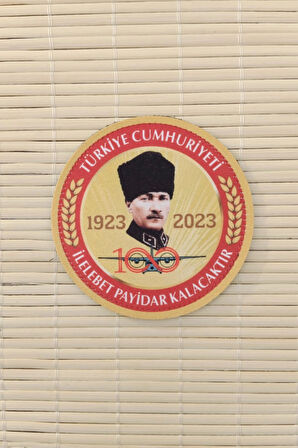 TÜRKİYE CUMHURİYETİ
1923 2023
100
İLELEBET PAYİDAR KALACAKTIR